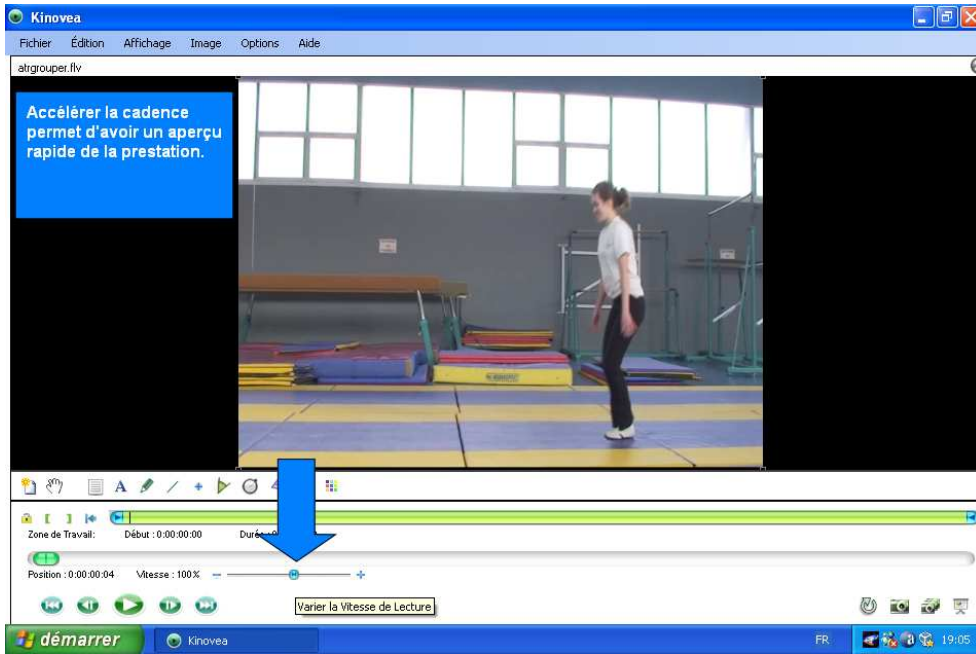 Kinovea
Fichier Édition Affichage Image Options Aide
atrgrouper.flv
Accélérer la cadence
permet d'avoir un aperçu
rapide de la prestation.
A
Zone de Travail: Début : 0:00:00:00
Position : 0:00:00:04 Vitesse : 100%
Varier la Vitesse de Lecture
démarrer Kinovea FR 19:05